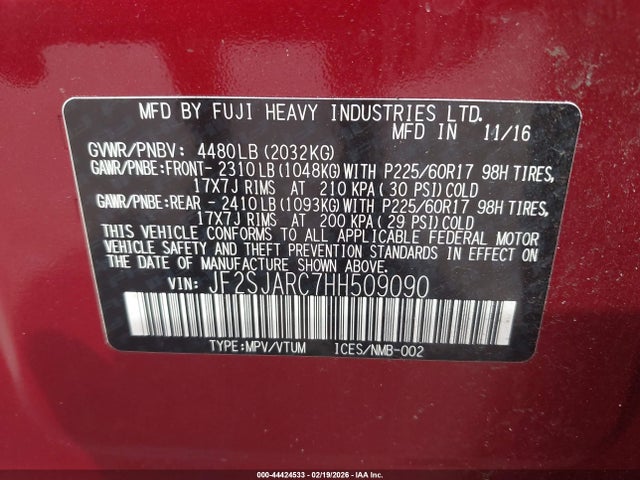 MFD BY FUJI HEAVY INDUSTRIES LTD.
MFD IN 11/16
GVWR/PNBV: 4480LB(2032KG)
GAWR/PNBE:FRONT- 2310LB(1048KG)WITH P225/60R17 98H TIRES,
17X7J RIMS AT 210 KPA(30 PSI)COLD
GAWR/PNBE:REAR - 2410LB(1093KG)WITH P225/60R17 98H TIRES,
17X7J RIMS AT 200 KPA(29 PSI)COLD
THIS VEHICLE CONFORMS TO ALL APPLICABLE FEDERAL MOTOR
VEHICLE SAFETY AND THEFT PREVENTION STANDARDS IN EFFECT
ON THE DATE OF MANUFACTURE SHOWN ABOVE.
VIN: JF2SJARC7HH509090
TYPE:MPV/VTUM ICES/NMB-002
000-44424533 - 02/19/2026 - IAA Inc.